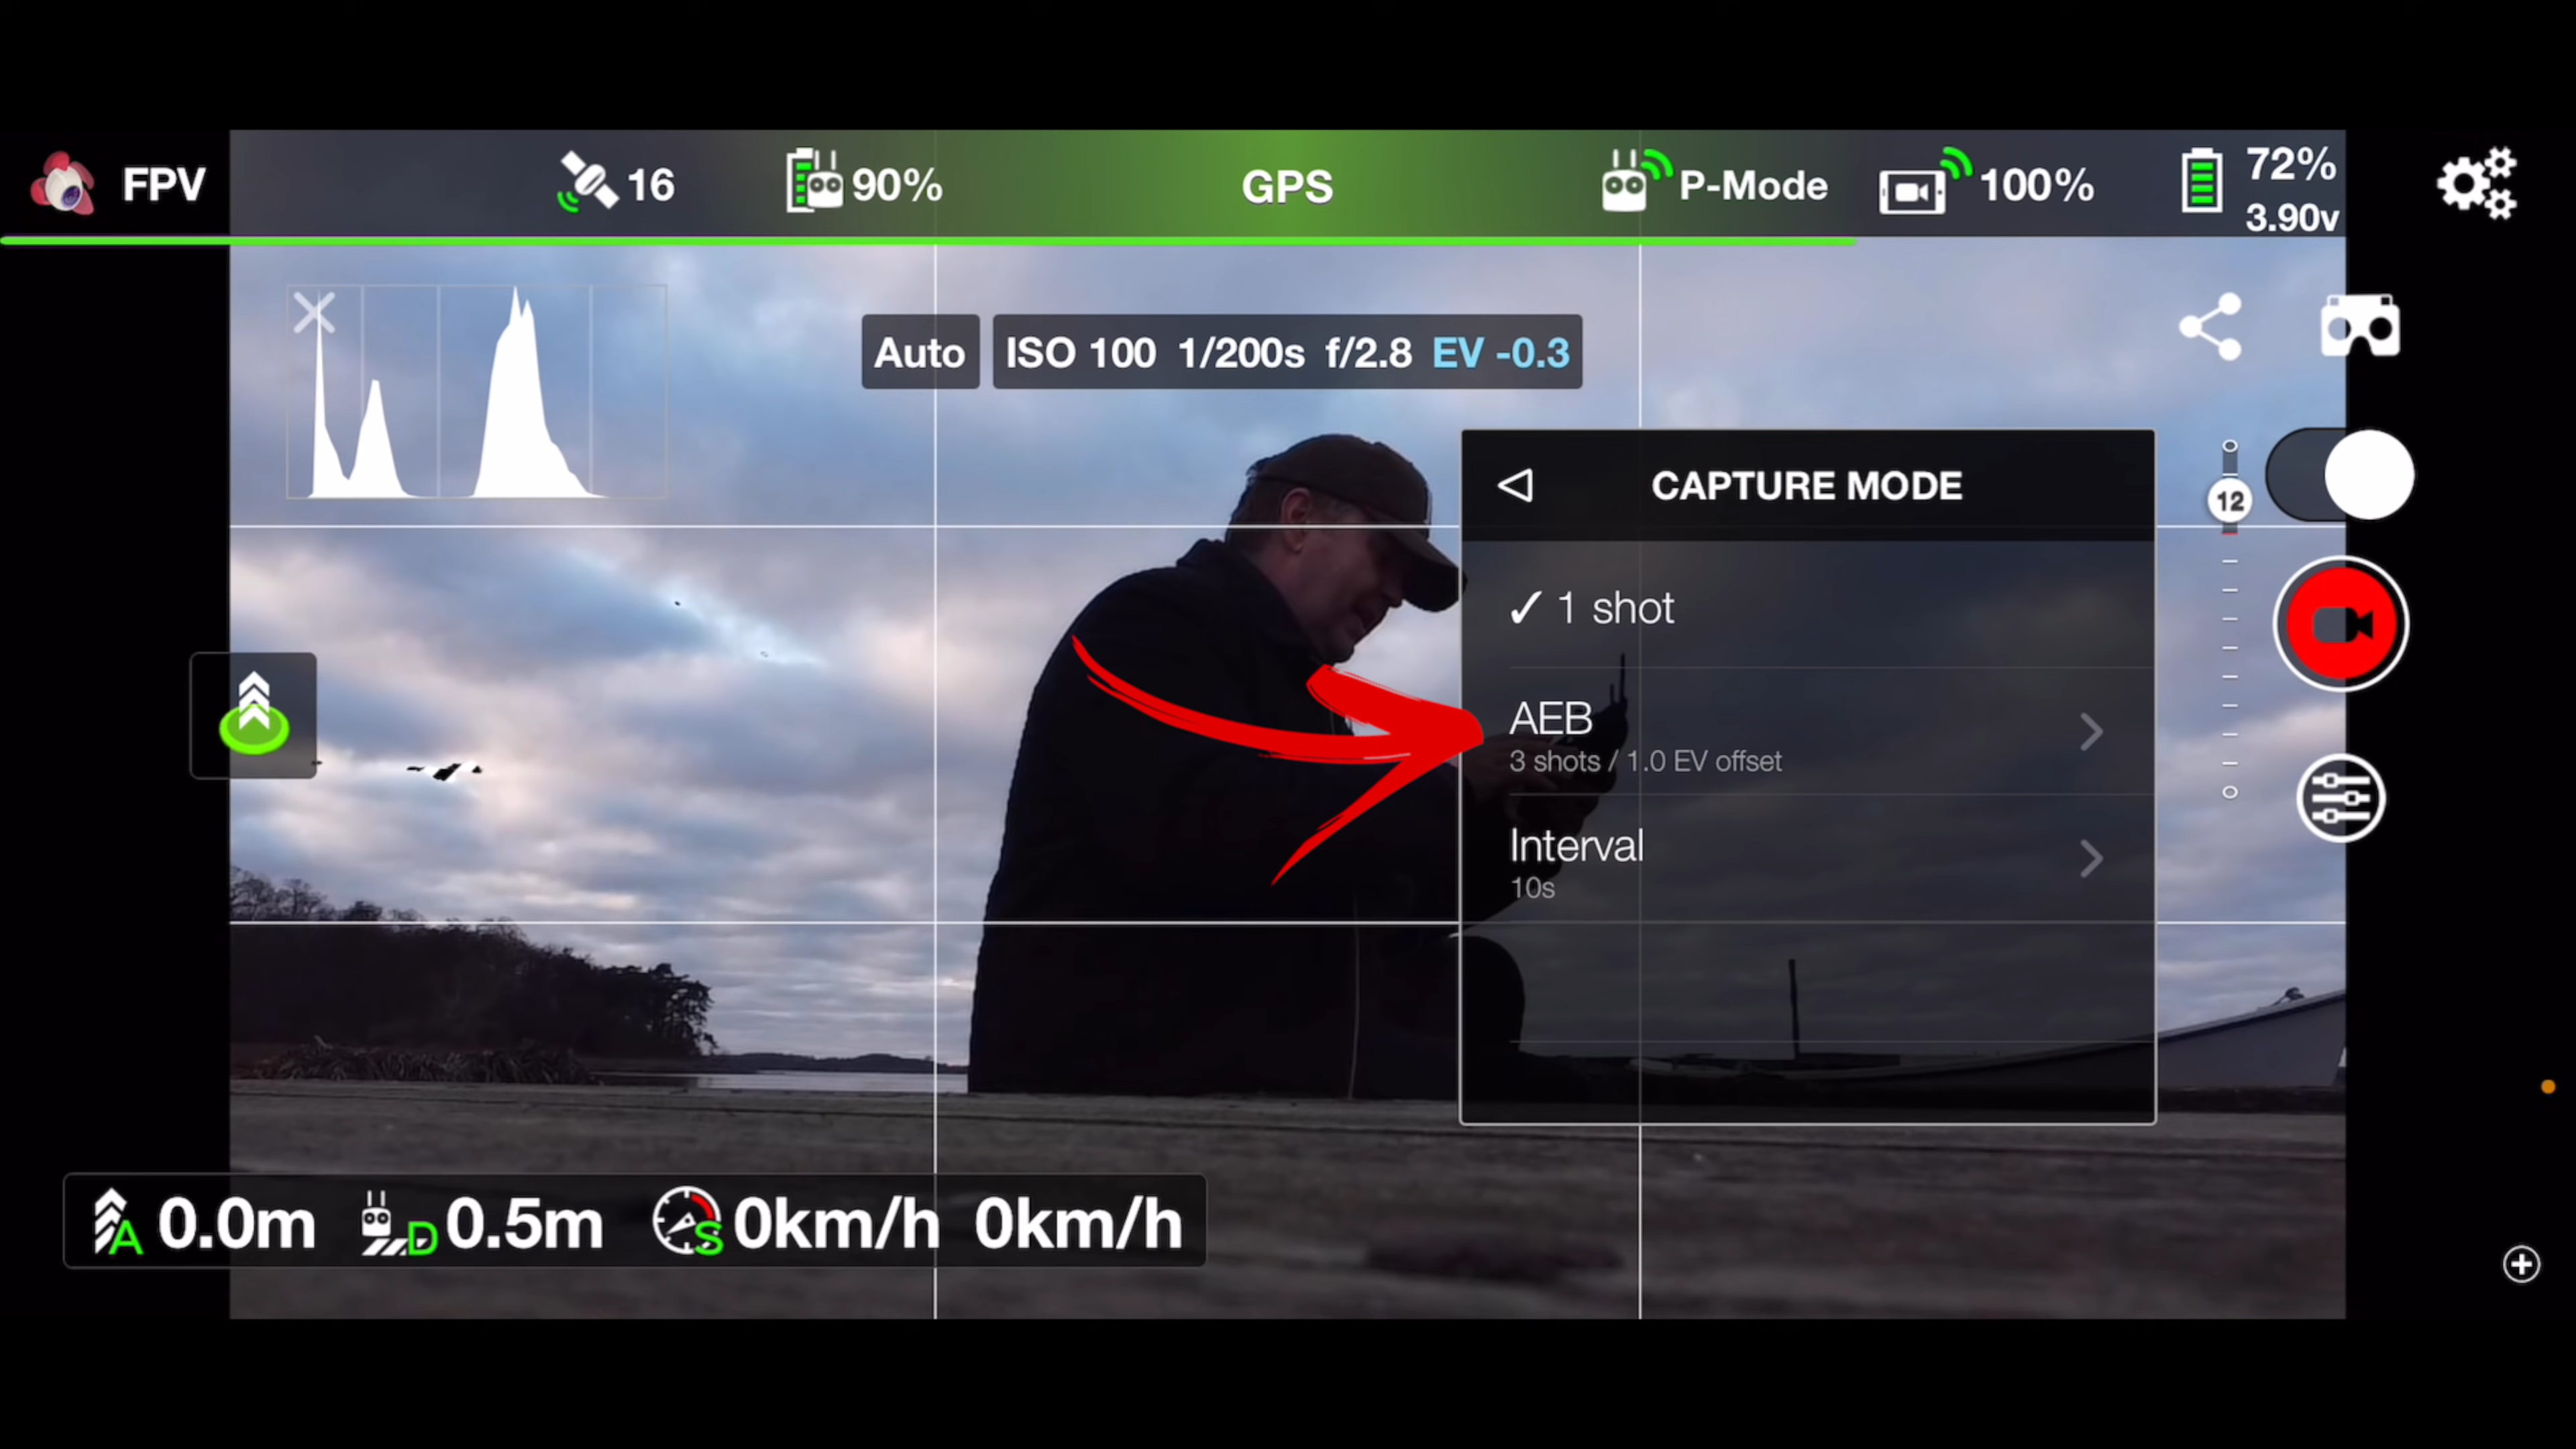 FPV
16
90%
GPS
P-Mode
100%
72%
3.90v
Auto
ISO 100 1/200s f/2.8 EV -0.3
CAPTURE MODE
12
1 shot
AEB
3 shots / 1.0 EV offset
Interval
10s
A 0.0m D 0.5m S 0km/h 0km/h